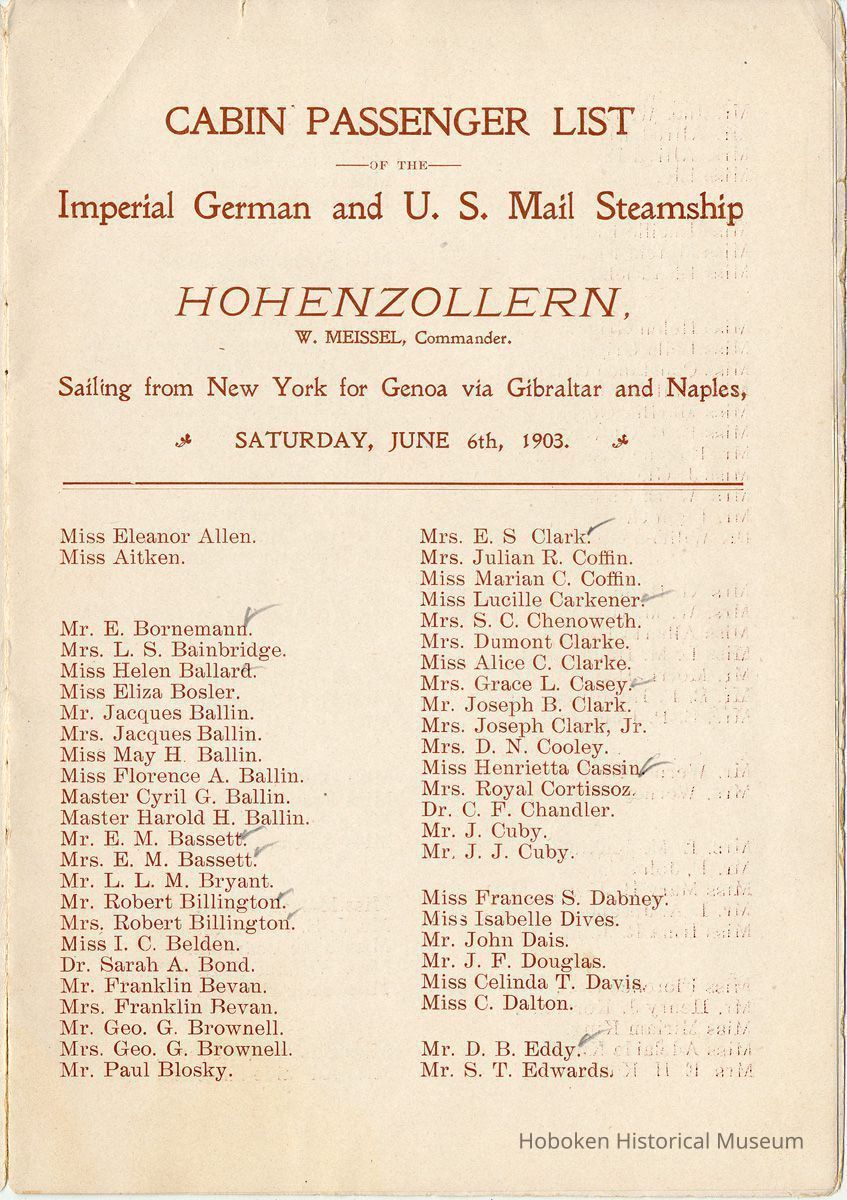 CABIN PASSENGER LIST
OF THE
Imperial German and U. S. Mail Steamship
HOHENZOLLERN,
W. MEISSEL, Commander.
Sailing from New York for Genoa via Gibraltar and Naples,
SATURDAY, JUNE 6th, 1903.
Miss Eleanor Allen.
Miss Aitken.
Mr. E. Bornemann.
Mrs. L. S. Bainbridge.
Miss Helen Ballard.
Miss Eliza Bosler.
Mr. Jacques Ballin.
Mrs. Jacques Ballin.
Miss May H. Ballin.
Miss Florence A. Ballin.
Master Cyril G. Ballin.
Master Harold H. Ballin.
Mr. E. M. Bassett.
Mrs. E. M. Bassett.
Mr. L. L. M. Bryant.
Mr. Robert Billington.
Mrs. Robert Billington.
Miss I. C. Belden.
Dr. Sarah A. Bond.
Mr. Franklin Bevan.
Mrs. Franklin Bevan.
Mr. Geo. G. Brownell.
Mrs. Geo. G. Brownell.
Mr. Paul Blosky.
Mrs. E. S Clark.
Mrs. Julian R. Coffin.
Miss Marian C. Coffin.
Miss Lucille Carkener.
Mrs. S. C. Chenoweth.
Mrs. Dumont Clarke.
Miss Alice C. Clarke.
Mrs. Grace L. Casey.
Mr. Joseph B. Clark.
Mrs. Joseph Clark, Jr.
Mrs. D. N. Cooley.
Miss Henrietta Cassin.
Mrs. Royal Cortissoz.
Dr. C. F. Chandler.
Mr. J. Cuby.
Mr. J. J. Cuby.
Miss Frances S. Dabney.
Miss Isabelle Dives.
Mr. John Dais.
Mr. J. F. Douglas.
Miss Celinda T. Davis.
Miss C. Dalton.
Mr. D. B. Eddy.
Mr. S. T. Edwards.
Hoboken Historical Museum